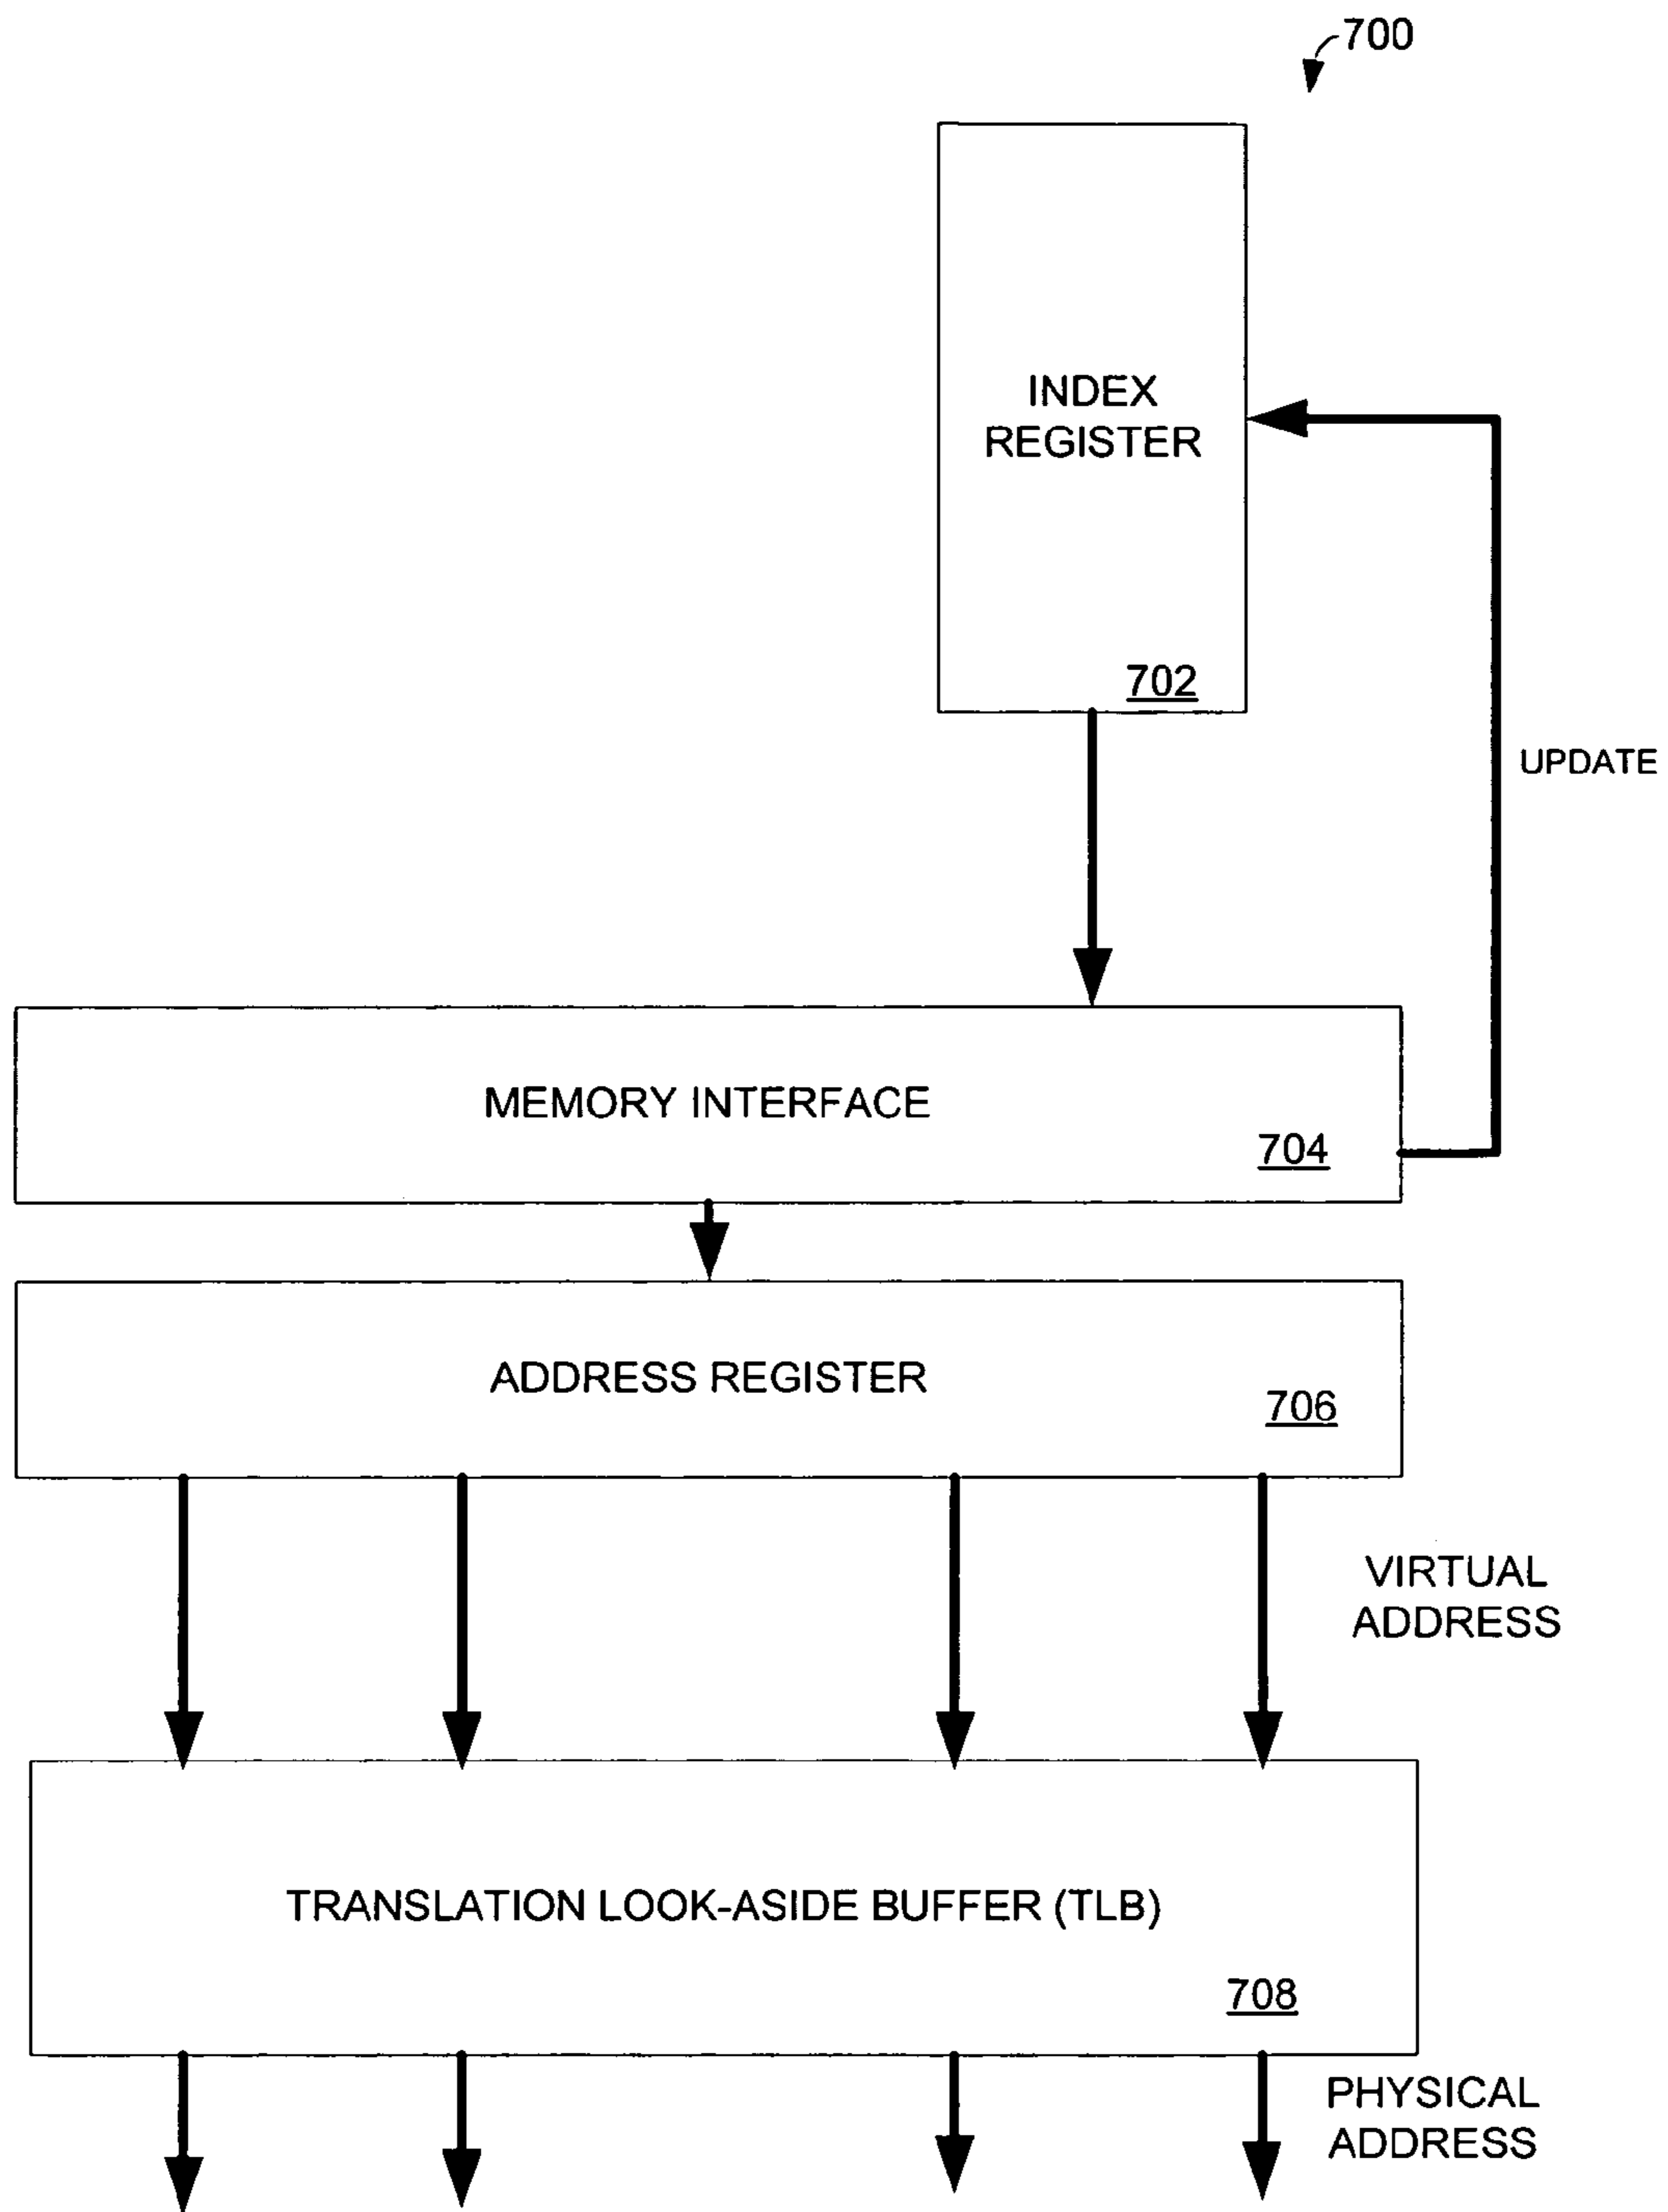 700
INDEX
REGISTER
702
UPDATE
MEMORY INTERFACE
704
ADDRESS REGISTER
706
VIRTUAL
ADDRESS
TRANSLATION LOOK-ASIDE BUFFER (TLB)
708
PHYSICAL
ADDRESS